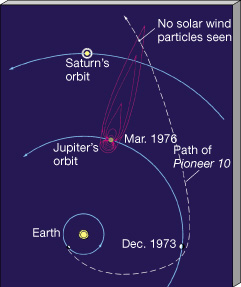 No solar wind
particles seen
Saturn's
orbit
Mar. 1976
Jupiter's
orbit
Path of
Pioneer 10
Earth
Dec. 1973